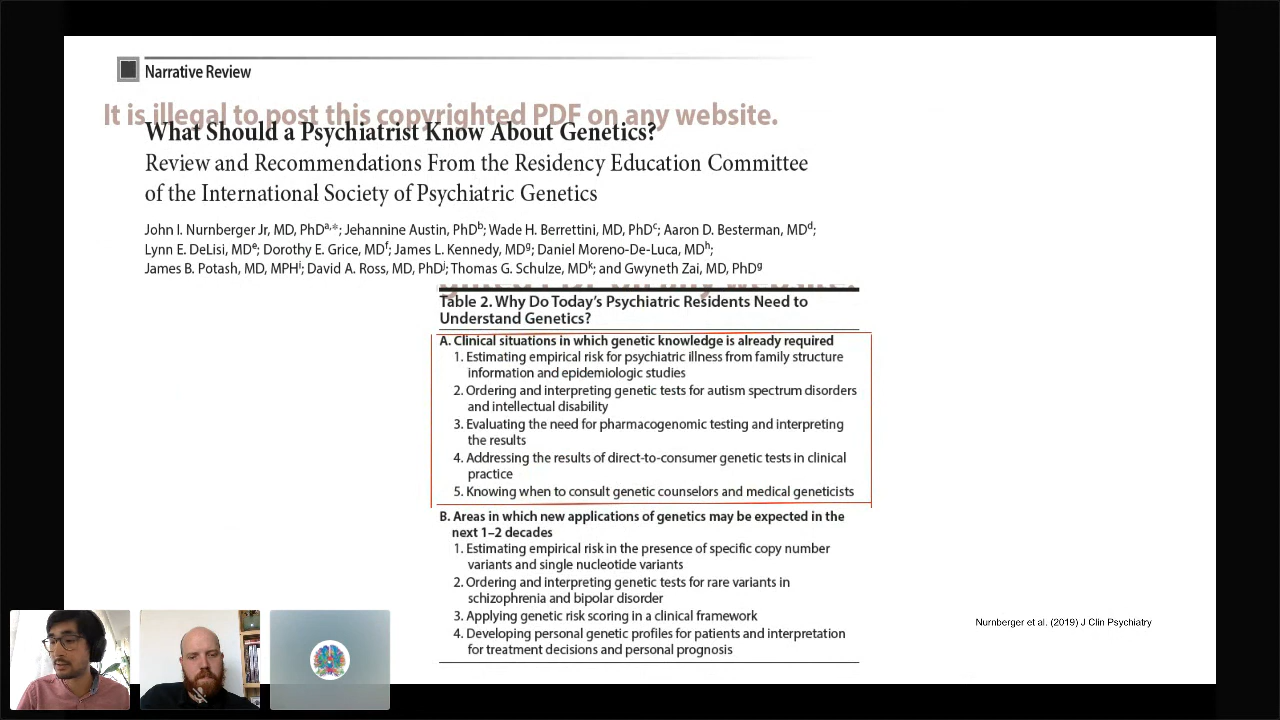 Narrative Review
It is illegal to post this copyrighted PDF on any website.
What Should a Psychiatrist Know About Genetics?
Review and Recommendations From the Residency Education Committee
of the International Society of Psychiatric Genetics
John I. Nurnberger Jr, MD, PhDa,*; Jehannine Austin, PhDb; Wade H. Berrettini, MD, PhDc; Aaron D. Besterman, MDd;
Lynn E. DeLisi, MDe; Dorothy E. Grice, MDf; James L. Kennedy, MDg; Daniel Moreno-De-Luca, MDh;
James B. Potash, MD, MPHi; David A. Ross, MD, PhDj; Thomas G. Schulze, MDk; and Gwyneth Zai, MD, PhDg
Table 2. Why Do Today's Psychiatric Residents Need to
Understand Genetics?
A. Clinical situations in which genetic knowledge is already required
1. Estimating empirical risk for psychiatric illness from family structure
information and epidemiologic studies
2. Ordering and interpreting genetic tests for autism spectrum disorders
and intellectual disability
3. Evaluating the need for pharmacogenomic testing and interpreting
the results
4. Addressing the results of direct-to-consumer genetic tests in clinical
practice
5. Knowing when to consult genetic counselors and medical geneticists
B. Areas in which new applications of genetics may be expected in the
next 1–2 decades
1. Estimating empirical risk in the presence of specific copy number
variants and single nucleotide variants
2. Ordering and interpreting genetic tests for rare variants in
schizophrenia and bipolar disorder
3. Applying genetic risk scoring in a clinical framework
4. Developing personal genetic profiles for patients and interpretation
for treatment decisions and personal prognosis
Nurnberger et al. (2019) J Clin Psychiatry